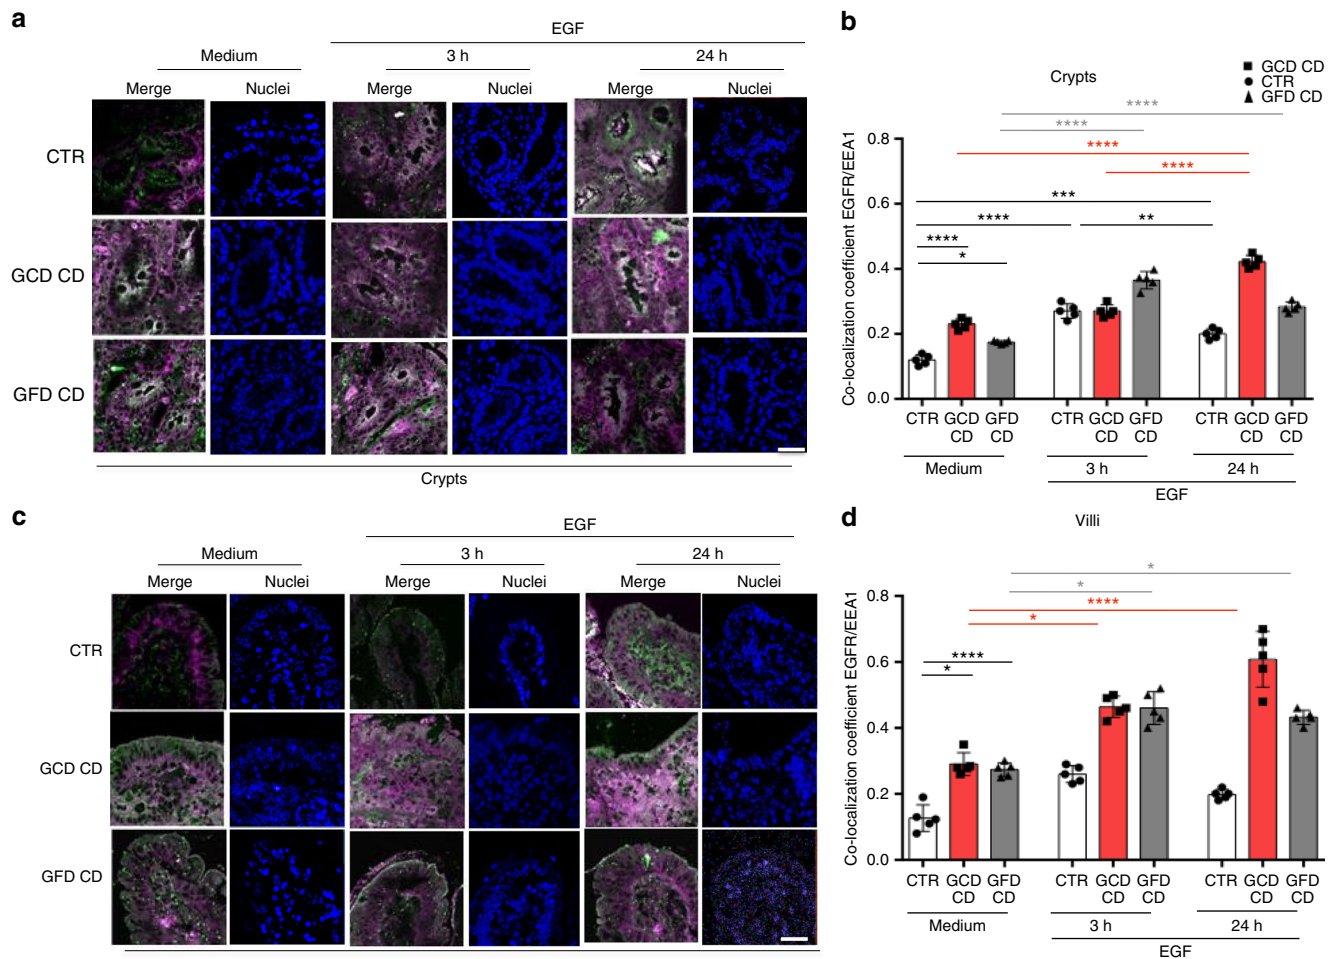 a
EGF
Medium
3 h
24 h
Merge
Nuclei
Merge
Nuclei
Merge
Nuclei
CTR
GCD CD
GFD CD
Crypts
b
GCD CD
CTR
GFD CD
Crypts
****
****
****
****
***
****
**
****
*
Co-localization coefficient EGFR/EEA1
0.8
0.6
0.4
0.2
0.0
CTR GCD CD GFD CD
CTR GCD CD GFD CD
CTR GCD CD GFD CD
Medium
3 h
24 h
EGF
c
EGF
Medium
3 h
24 h
Merge
Nuclei
Merge
Nuclei
Merge
Nuclei
CTR
GCD CD
GFD CD
d
Villi
*
*
****
*
****
*
Co-localization coefficient EGFR/EEA1
0.8
0.6
0.4
0.2
0.0
CTR GCD CD GFD CD
CTR GCD CD GFD CD
CTR GCD CD GFD CD
Medium
3 h
24 h
EGF